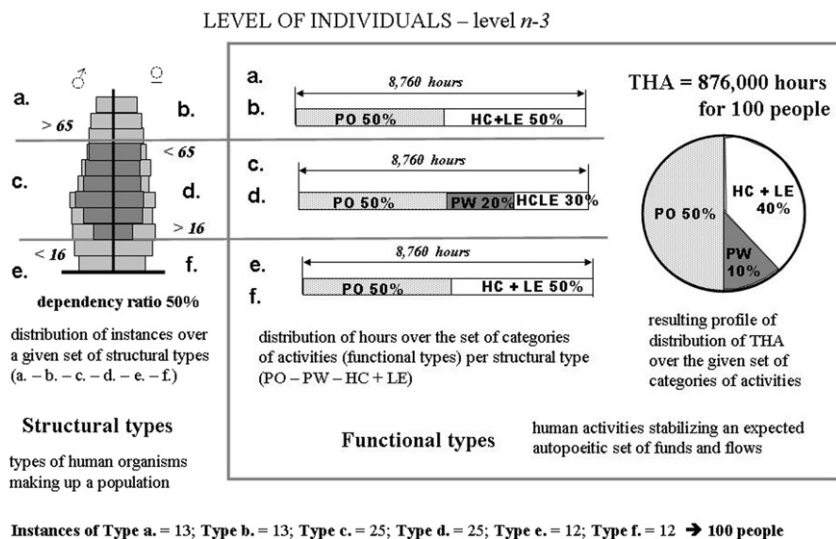 LEVEL OF INDIVIDUALS – level n-3
♂ ♀
a.
b.
> 65
< 65
c.
d.
> 16
< 16
e.
f.
dependency ratio 50%
distribution of instances over
a given set of structural types
(a. – b. – c. – d. – e. – f.)
Structural types
types of human organisms
making up a population
a.
8,760 hours
b.
PO 50% HC+LE 50%
c.
8,760 hours
d.
PO 50% PW 20% HCLE 30%
e.
8,760 hours
f.
PO 50% HC + LE 50%
distribution of hours over the set of categories
of activities (functional types) per structural type
(PO – PW – HC + LE)
THA = 876,000 hours
for 100 people
PO 50%
HC + LE
40%
PW
10%
resulting profile of
distribution of THA
over the given set of
categories of activities
Functional types
human activities stabilizing an expected
autopoeitic set of funds and flows
Instances of Type a. = 13; Type b. = 13; Type c. = 25; Type d. = 25; Type e. = 12; Type f. = 12 ➔ 100 people